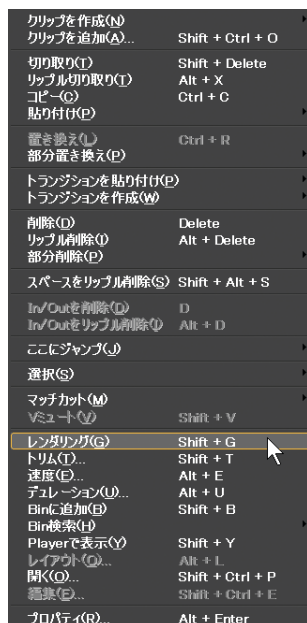 クリップを作成(N)
クリップを追加(A)... Shift + Ctrl + O
切り取り(T) Shift + Delete
リップル切り取り(T) Alt + X
コピー(C) Ctrl + C
貼り付け(P)
置き換え(L) Ctrl + R
部分置き換え(P)
トランジションを貼り付け(P)
トランジションを作成(W)
削除(D) Delete
リップル削除(I) Alt + Delete
部分削除(P)
スペースをリップル削除(S) Shift + Alt + S
In/Outを削除(D) D
In/Outをリップル削除(I) Alt + D
ここにジャンプ(J)
選択(S)
マッチカット(M)
Vミュート(V) Shift + V
レンダリング(G) Shift + G
トリム(T)... Shift + T
速度(E)... Alt + E
デュレーション(U)... Alt + U
Binに追加(B) Shift + B
Bin検索(H)
Playerで表示(Y) Shift + Y
レイアウト(O)... Alt + L
開く(O)... Shift + Ctrl + P
編集(E)... Shift + Ctrl + E
プロパティ(R)... Alt + Enter